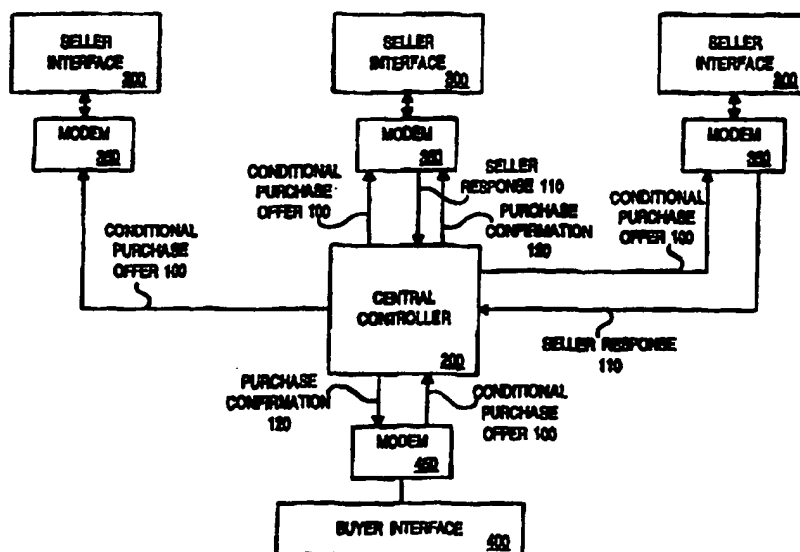 SELLER
INTERFACE 300
SELLER
INTERFACE 300
SELLER
INTERFACE 300
MODEM
350
MODEM
350
MODEM
350
CONDITIONAL
PURCHASE
OFFER 100
SELLER
RESPONSE 110
PURCHASE
CONFIRMATION
120
CONDITIONAL
PURCHASE
OFFER 100
CONDITIONAL
PURCHASE
OFFER 100
CENTRAL
CONTROLLER
200
SELLER RESPONSE
110
PURCHASE
CONFIRMATION
120
CONDITIONAL
PURCHASE
OFFER 100
MODEM
450
BUYER INTERFACE
400